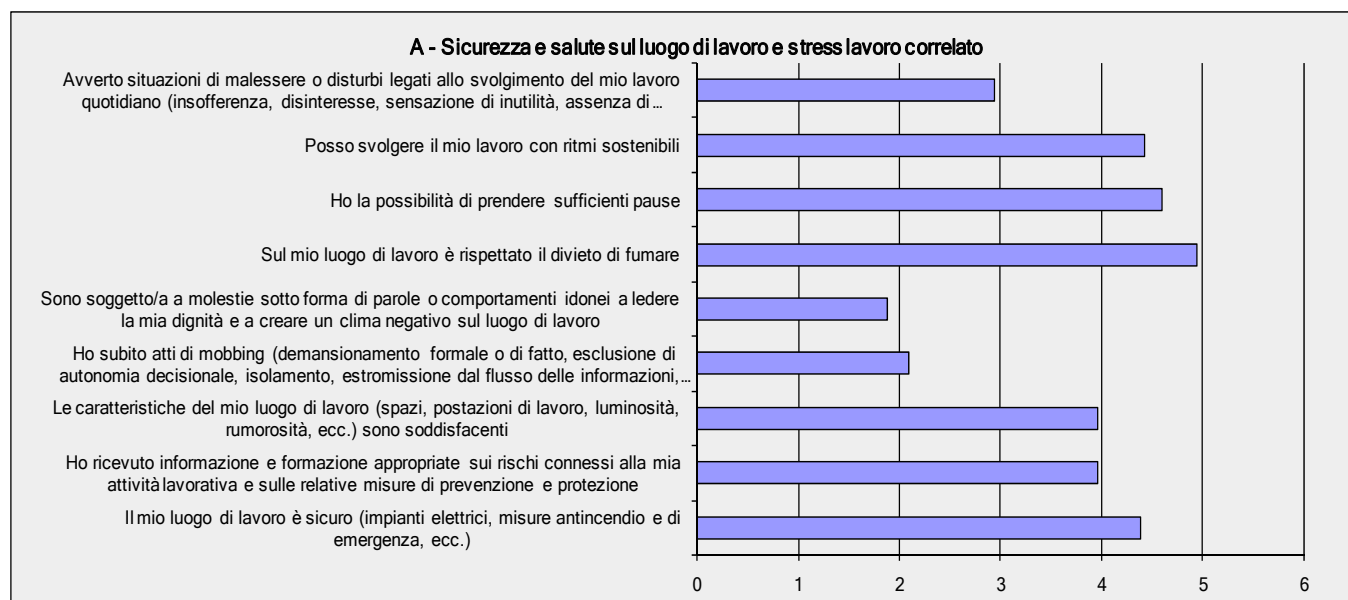 A - Sicurezza e salute sul luogo di lavoro e stress lavoro correlato
Avverto situazioni di malessere o disturbi legati allo svolgimento del mio lavoro
quotidiano (insofferenza, disinteresse, sensazione di inutilità, assenza di...
Posso svolgere il mio lavoro con ritmi sostenibili
Ho la possibilità di prendere sufficienti pause
Sul mio luogo di lavoro è rispettato il divieto di fumare
Sono soggetto/a a molestie sotto forma di parole o comportamenti idonei a ledere
la mia dignità e a creare un clima negativo sul luogo di lavoro
Ho subito atti di mobbing (demansionamento formale o di fatto, esclusione di
autonomia decisionale, isolamento, estromissione dal flusso delle informazioni,...
Le caratteristiche del mio luogo di lavoro (spazi, postazioni di lavoro, luminosità,
rumorosità, ecc.) sono soddisfacenti
Ho ricevuto informazione e formazione appropriate sui rischi connessi alla mia
attività lavorativa e sulle relative misure di prevenzione e protezione
Il mio luogo di lavoro è sicuro (impianti elettrici, misure antincendio e di
emergenza, ecc.)
0 1 2 3 4 5 6